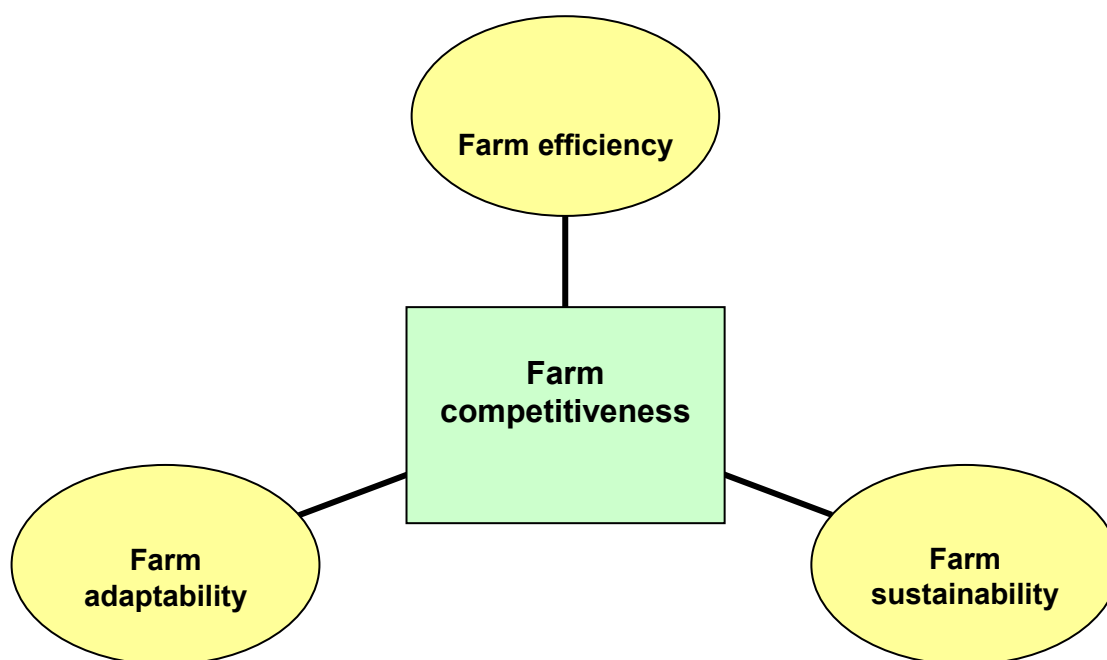 Farm efficiency
Farm
competitiveness
Farm
adaptability
Farm
sustainability